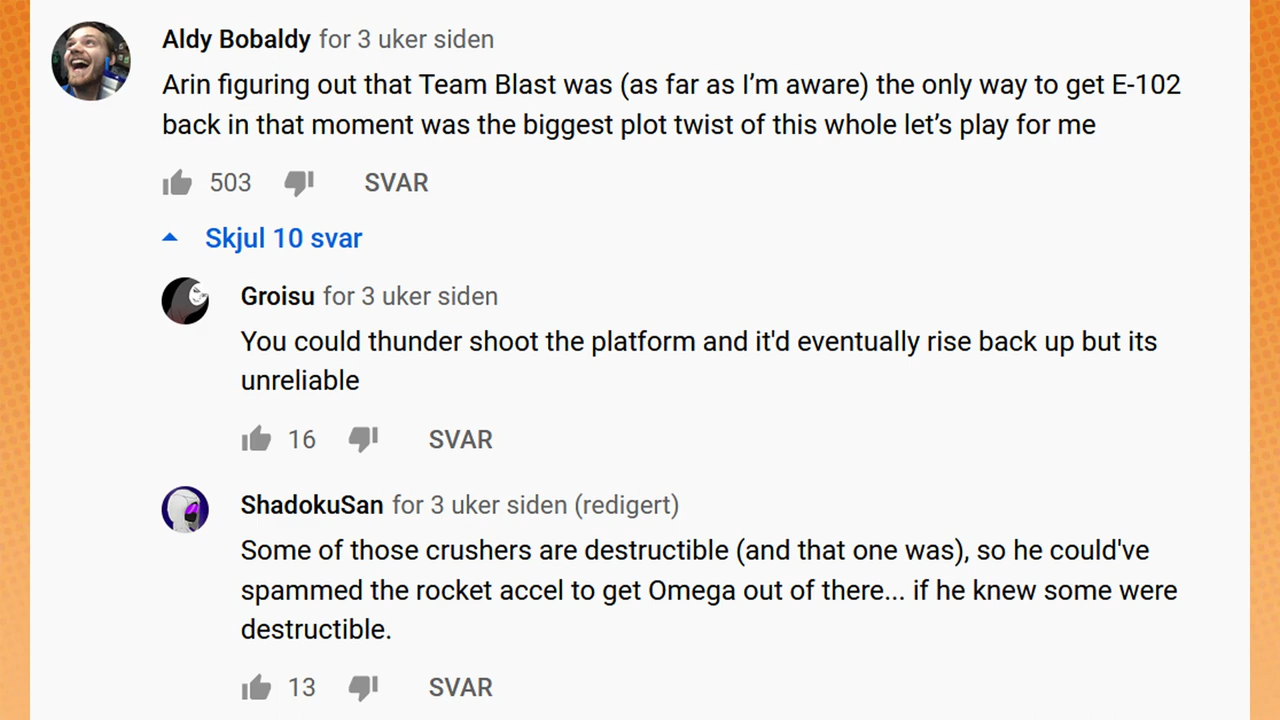 Aldy Bobaldy for 3 uker siden
Arin figuring out that Team Blast was (as far as I’m aware) the only way to get E-102
back in that moment was the biggest plot twist of this whole let’s play for me
503 SVAR
Skjul 10 svar
Groisu for 3 uker siden
You could thunder shoot the platform and it'd eventually rise back up but its
unreliable
16 SVAR
ShadokuSan for 3 uker siden (redigert)
Some of those crushers are destructible (and that one was), so he could've
spammed the rocket accel to get Omega out of there... if he knew some were
destructible.
13 SVAR